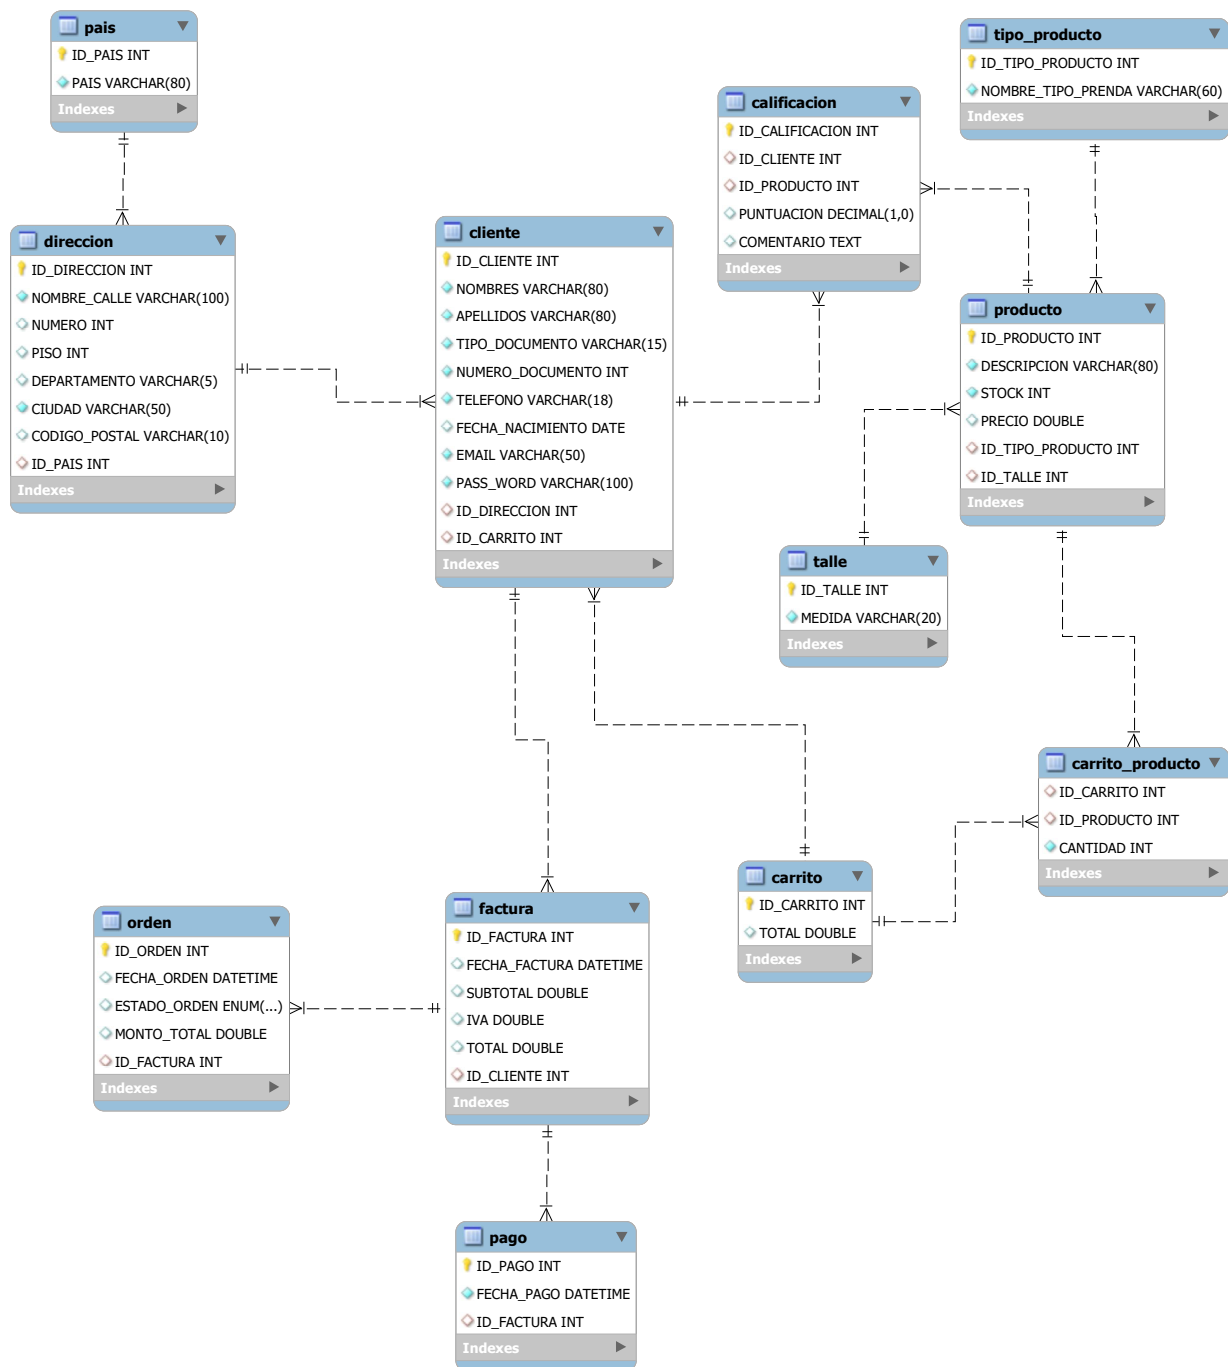 pais
ID_PAIS INT
PAIS VARCHAR(80)
Indexes
direccion
ID_DIRECCION INT
NOMBRE_CALLE VARCHAR(100)
NUMERO INT
PISO INT
DEPARTAMENTO VARCHAR(5)
CIUDAD VARCHAR(50)
CODIGO_POSTAL VARCHAR(10)
ID_PAIS INT
Indexes
cliente
ID_CLIENTE INT
NOMBRES VARCHAR(80)
APELLIDOS VARCHAR(80)
TIPO_DOCUMENTO VARCHAR(15)
NUMERO_DOCUMENTO INT
TELEFONO VARCHAR(18)
FECHA_NACIMIENTO DATE
EMAIL VARCHAR(50)
PASS_WORD VARCHAR(100)
ID_DIRECCION INT
ID_CARRITO INT
Indexes
calificacion
ID_CALIFICACION INT
ID_CLIENTE INT
ID_PRODUCTO INT
PUNTUACION DECIMAL(1,0)
COMENTARIO TEXT
Indexes
tipo_producto
ID_TIPO_PRODUCTO INT
NOMBRE_TIPO_PRENDA VARCHAR(60)
Indexes
producto
ID_PRODUCTO INT
DESCRIPCION VARCHAR(80)
STOCK INT
PRECIO DOUBLE
ID_TIPO_PRODUCTO INT
ID_TALLE INT
Indexes
talle
ID_TALLE INT
MEDIDA VARCHAR(20)
Indexes
carrito_producto
ID_CARRITO INT
ID_PRODUCTO INT
CANTIDAD INT
Indexes
carrito
ID_CARRITO INT
TOTAL DOUBLE
Indexes
orden
ID_ORDEN INT
FECHA_ORDEN DATETIME
ESTADO_ORDEN ENUM(...)
MONTO_TOTAL DOUBLE
ID_FACTURA INT
Indexes
factura
ID_FACTURA INT
FECHA_FACTURA DATETIME
SUBTOTAL DOUBLE
IVA DOUBLE
TOTAL DOUBLE
ID_CLIENTE INT
Indexes
pago
ID_PAGO INT
FECHA_PAGO DATETIME
ID_FACTURA INT
Indexes